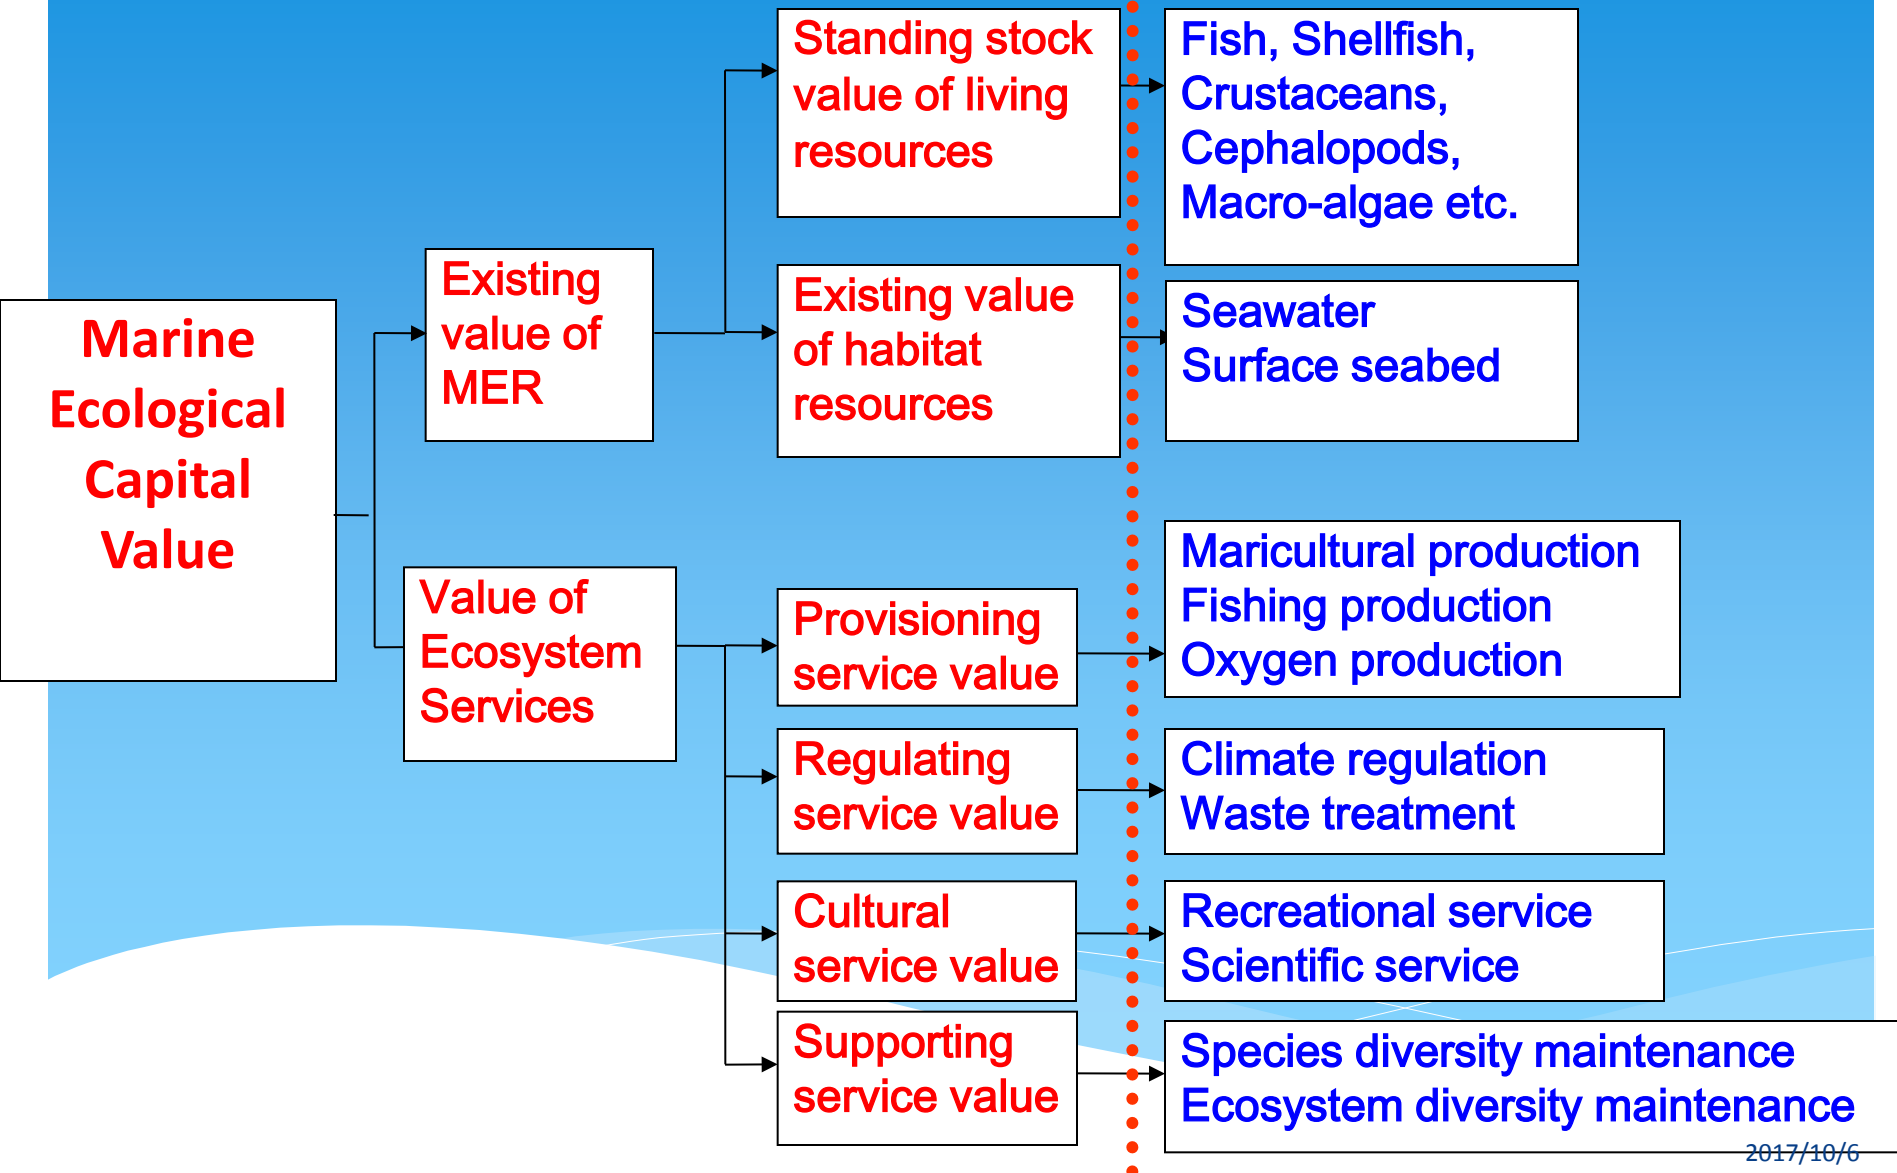 Marine
Ecological
Capital
Value
Existing
value of
MER
Value of
Ecosystem
Services
Standing stock
value of living
resources
Existing value
of habitat
resources
Provisioning
service value
Regulating
service value
Cultural
service value
Supporting
service value
Fish, Shellfish,
Crustaceans,
Cephalopods,
Macro-algae etc.
Seawater
Surface seabed
Maricultural production
Fishing production
Oxygen production
Climate regulation
Waste treatment
Recreational service
Scientific service
Species diversity maintenance
Ecosystem diversity maintenance
2017/10/6